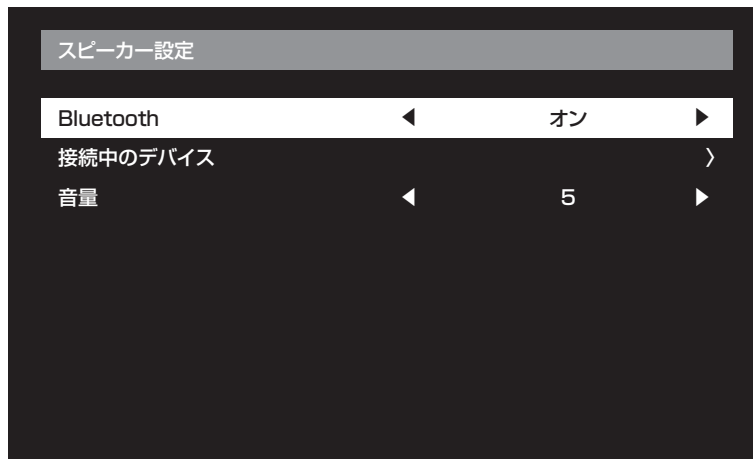 スピーカー設定
Bluetooth ◀ オン ▶
接続中のデバイス 〉
音量 ◀ 5 ▶